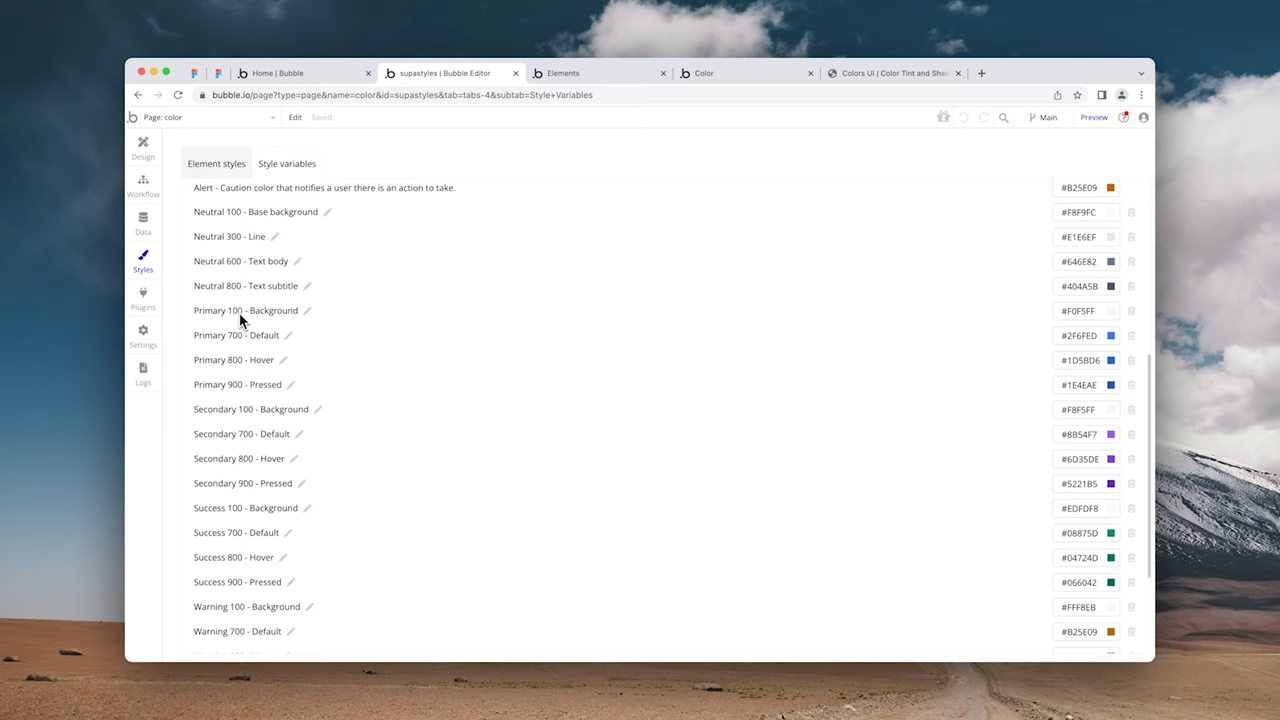 Home | Bubble
supastyles | Bubble Editor
Elements
Color
Colors UI | Color Tint and Shad
bubble.io/page?type=page&name=color&id=supastyles&tab=tabs-4&subtab=Style+Variables
Page: color
Edit
Saved
Main
Preview
Design
Workflow
Data
Styles
Plugins
Settings
Logs
Element styles
Style variables
Alert - Caution color that notifies a user there is an action to take. #B25E09
Neutral 100 - Base background #F8F9FC
Neutral 300 - Line #E1E6EF
Neutral 600 - Text body #646E82
Neutral 800 - Text subtitle #404A5B
Primary 100 - Background #F0F5FF
Primary 700 - Default #2F6FED
Primary 800 - Hover #1D5BD6
Primary 900 - Pressed #1E4EAE
Secondary 100 - Background #F8F5FF
Secondary 700 - Default #8B54F7
Secondary 800 - Hover #6D35DE
Secondary 900 - Pressed #5221B5
Success 100 - Background #EDFDF8
Success 700 - Default #08875D
Success 800 - Hover #04724D
Success 900 - Pressed #066042
Warning 100 - Background #FFF8EB
Warning 700 - Default #B25E09